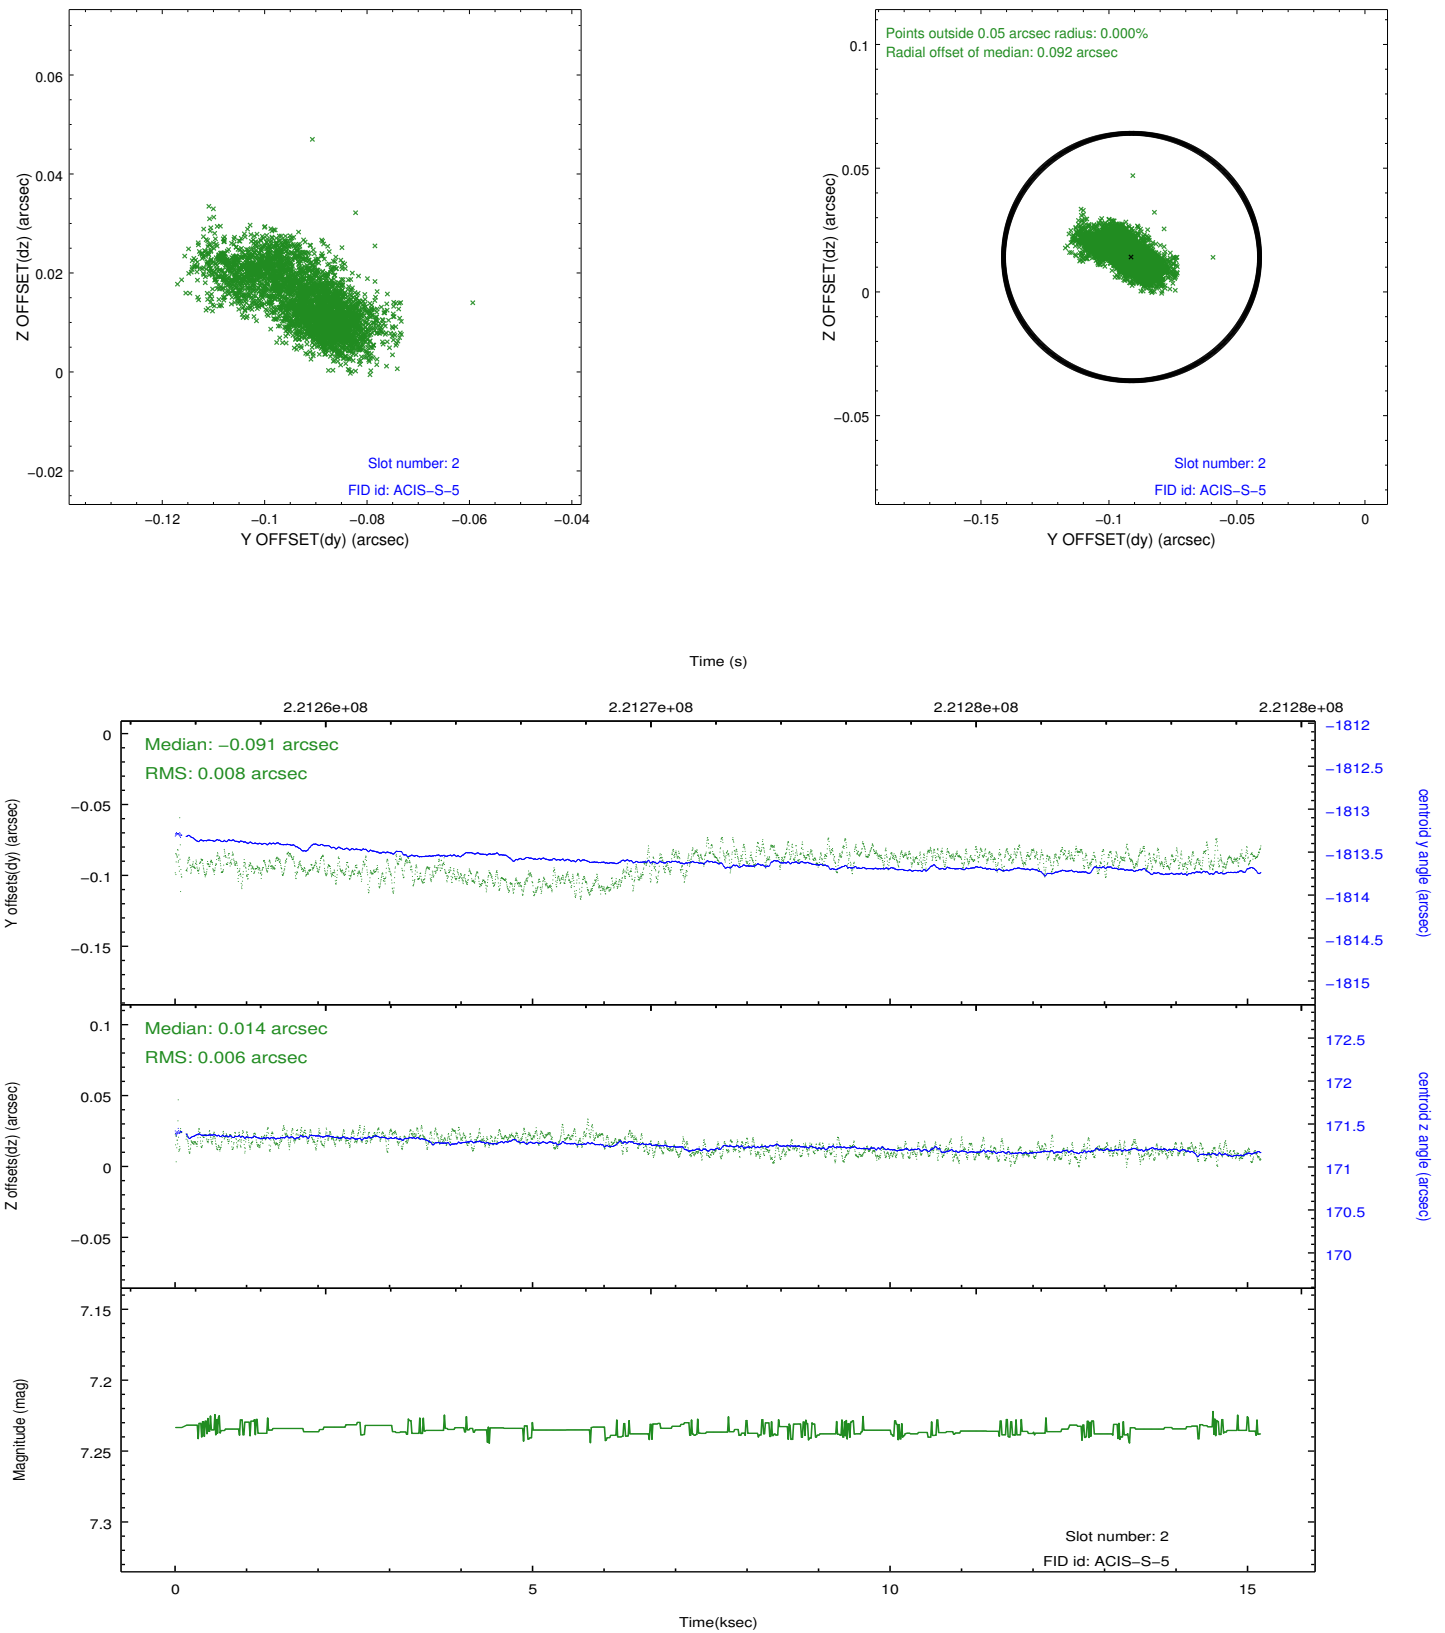 0.06
0.04
0.02
0
−0.02
Z OFFSET(dz) (arcsec)
Slot number: 2
FID id: ACIS−S−5
−0.12
−0.1
−0.08
−0.06
−0.04
Y OFFSET(dy) (arcsec)
Points outside 0.05 arcsec radius: 0.000%
Radial offset of median: 0.092 arcsec
0.1
0.05
0
−0.05
Z OFFSET(dz) (arcsec)
Slot number: 2
FID id: ACIS−S−5
−0.15
−0.1
−0.05
0
Y OFFSET(dy) (arcsec)
Time (s)
2.2126e+08
2.2127e+08
2.2128e+08
2.2128e+08
Median: −0.091 arcsec
RMS: 0.008 arcsec
0
−0.05
−0.1
−0.15
Y offsets(dy) (arcsec)
−1812
−1812.5
−1813
−1813.5
−1814
−1814.5
−1815
centroid y angle (arcsec)
Median: 0.014 arcsec
RMS: 0.006 arcsec
0.1
0.05
0
−0.05
Z offsets(dz) (arcsec)
172.5
172
171.5
171
170.5
170
centroid z angle (arcsec)
7.15
7.2
7.25
7.3
Magnitude (mag)
Slot number: 2
FID id: ACIS−S−5
0
5
10
15
Time(ksec)